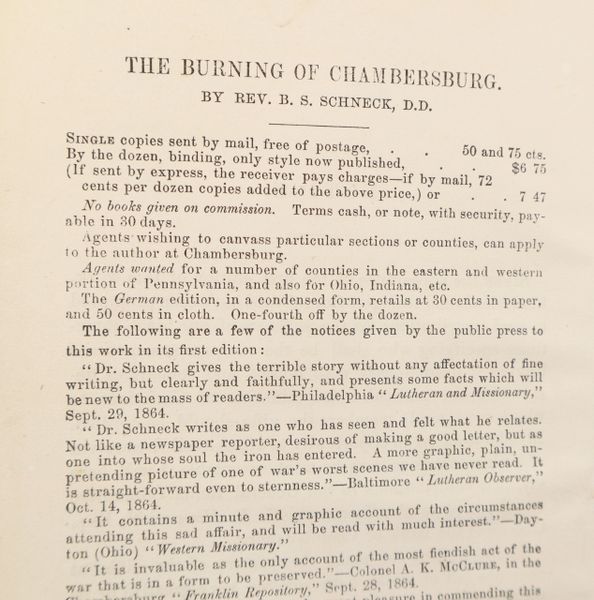 THE BURNING OF CHAMBERSBURG.
BY REV. B. S. SCHNECK, D.D.
SINGLE copies sent by mail, free of postage, . . 50 and 75 cts.
By the dozen, binding, only style now published, . . $6 75
(If sent by express, the receiver pays charges—if by mail, 72
cents per dozen copies added to the above price,) or . . 7 47
No books given on commission. Terms cash, or note, with security, pay-
able in 30 days.
Agents wishing to canvass particular sections or counties, can apply
to the author at Chambersburg.
Agents wanted for a number of counties in the eastern and western
portion of Pennsylvania, and also for Ohio, Indiana, etc.
The German edition, in a condensed form, retails at 30 cents in paper,
and 50 cents in cloth. One-fourth off by the dozen.
The following are a few of the notices given by the public press to
this work in its first edition:
"Dr. Schneck gives the terrible story without any affectation of fine
writing, but clearly and faithfully, and presents some facts which will
be new to the mass of readers."—Philadelphia "Lutheran and Missionary,"
Sept. 29, 1864.
"Dr. Schneck writes as one who has seen and felt what he relates.
Not like a newspaper reporter, desirous of making a good letter, but as
one into whose soul the iron has entered. A more graphic, plain, un-
pretending picture of one of war's worst scenes we have never read. It
is straight-forward even to sternness."—Baltimore "Lutheran Observer,"
Oct. 14, 1864.
"It contains a minute and graphic account of the circumstances
attending this sad affair, and will be read with much interest."—Day-
ton (Ohio) "Western Missionary."
"It is invaluable as the only account of the most fiendish act of the
war that is in a form to be preserved."—Colonel A. K. MCCLURE, in the
Chambersburg "Franklin Repository," Sept. 28, 1864.
pleasure in commending this